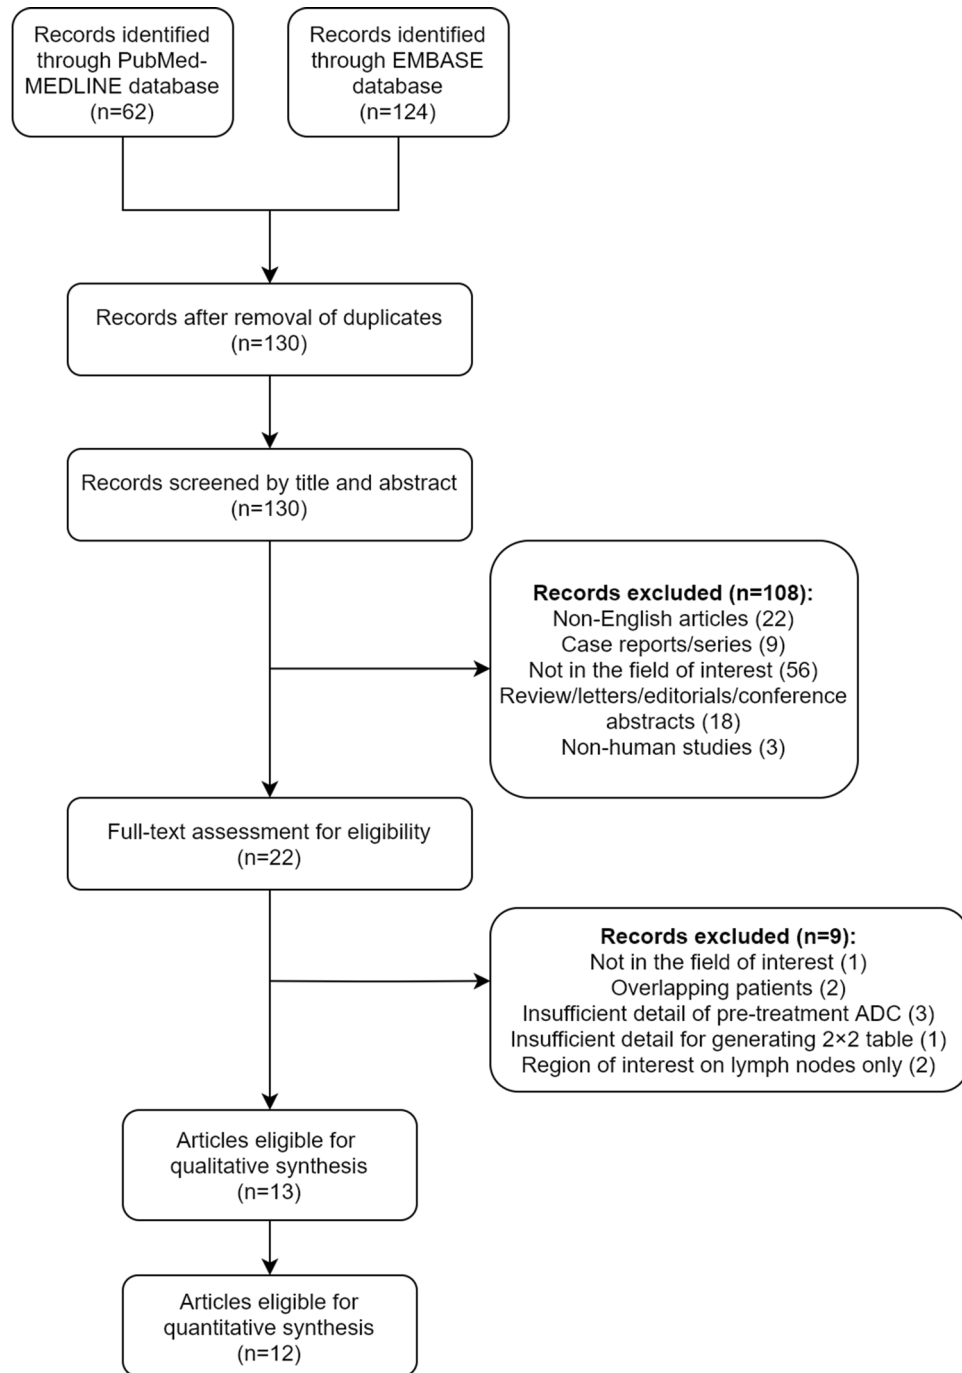 Records identified
through PubMed-
MEDLINE database
(n=62)
Records identified
through EMBASE
database
(n=124)
Records after removal of duplicates
(n=130)
Records screened by title and abstract
(n=130)
Records excluded (n=108):
Non-English articles (22)
Case reports/series (9)
Not in the field of interest (56)
Review/letters/editorials/conference
abstracts (18)
Non-human studies (3)
Full-text assessment for eligibility
(n=22)
Records excluded (n=9):
Not in the field of interest (1)
Overlapping patients (2)
Insufficient detail of pre-treatment ADC (3)
Insufficient detail for generating 2×2 table (1)
Region of interest on lymph nodes only (2)
Articles eligible for
qualitative synthesis
(n=13)
Articles eligible for
quantitative synthesis
(n=12)